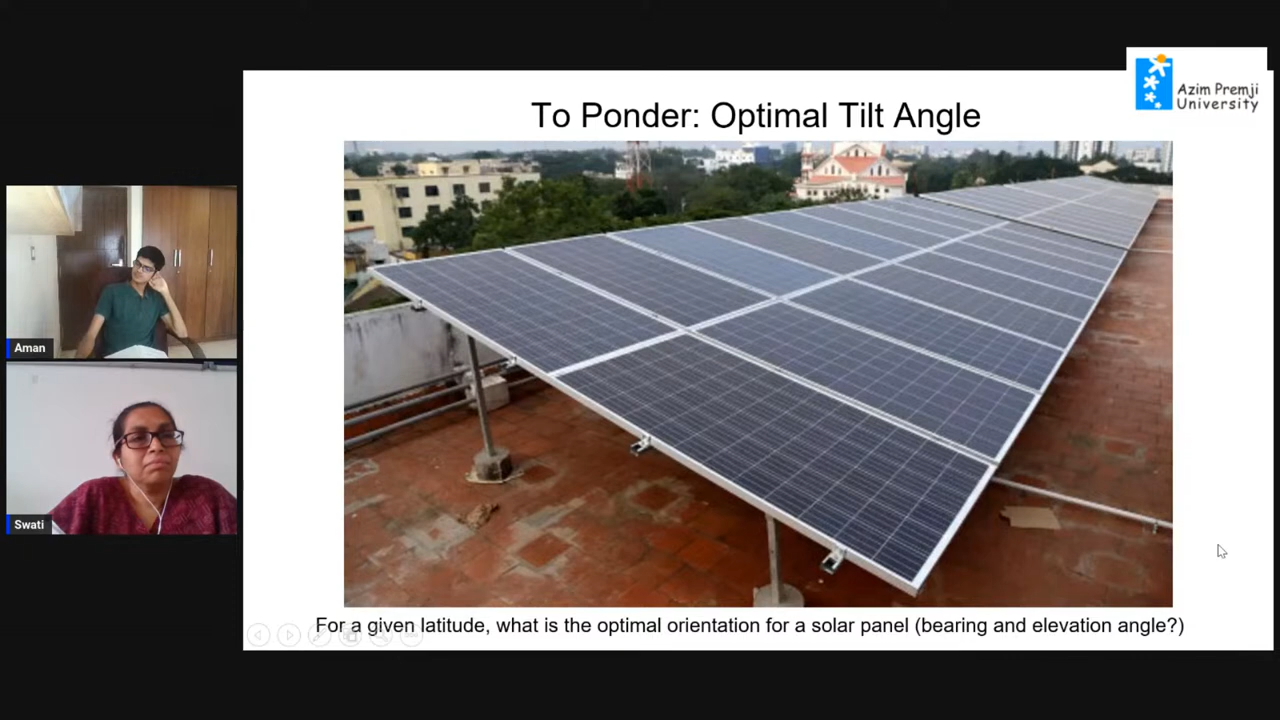 Azim Premji
University
To Ponder: Optimal Tilt Angle
Aman
Swati
For a given latitude, what is the optimal orientation for a solar panel (bearing and elevation angle?)